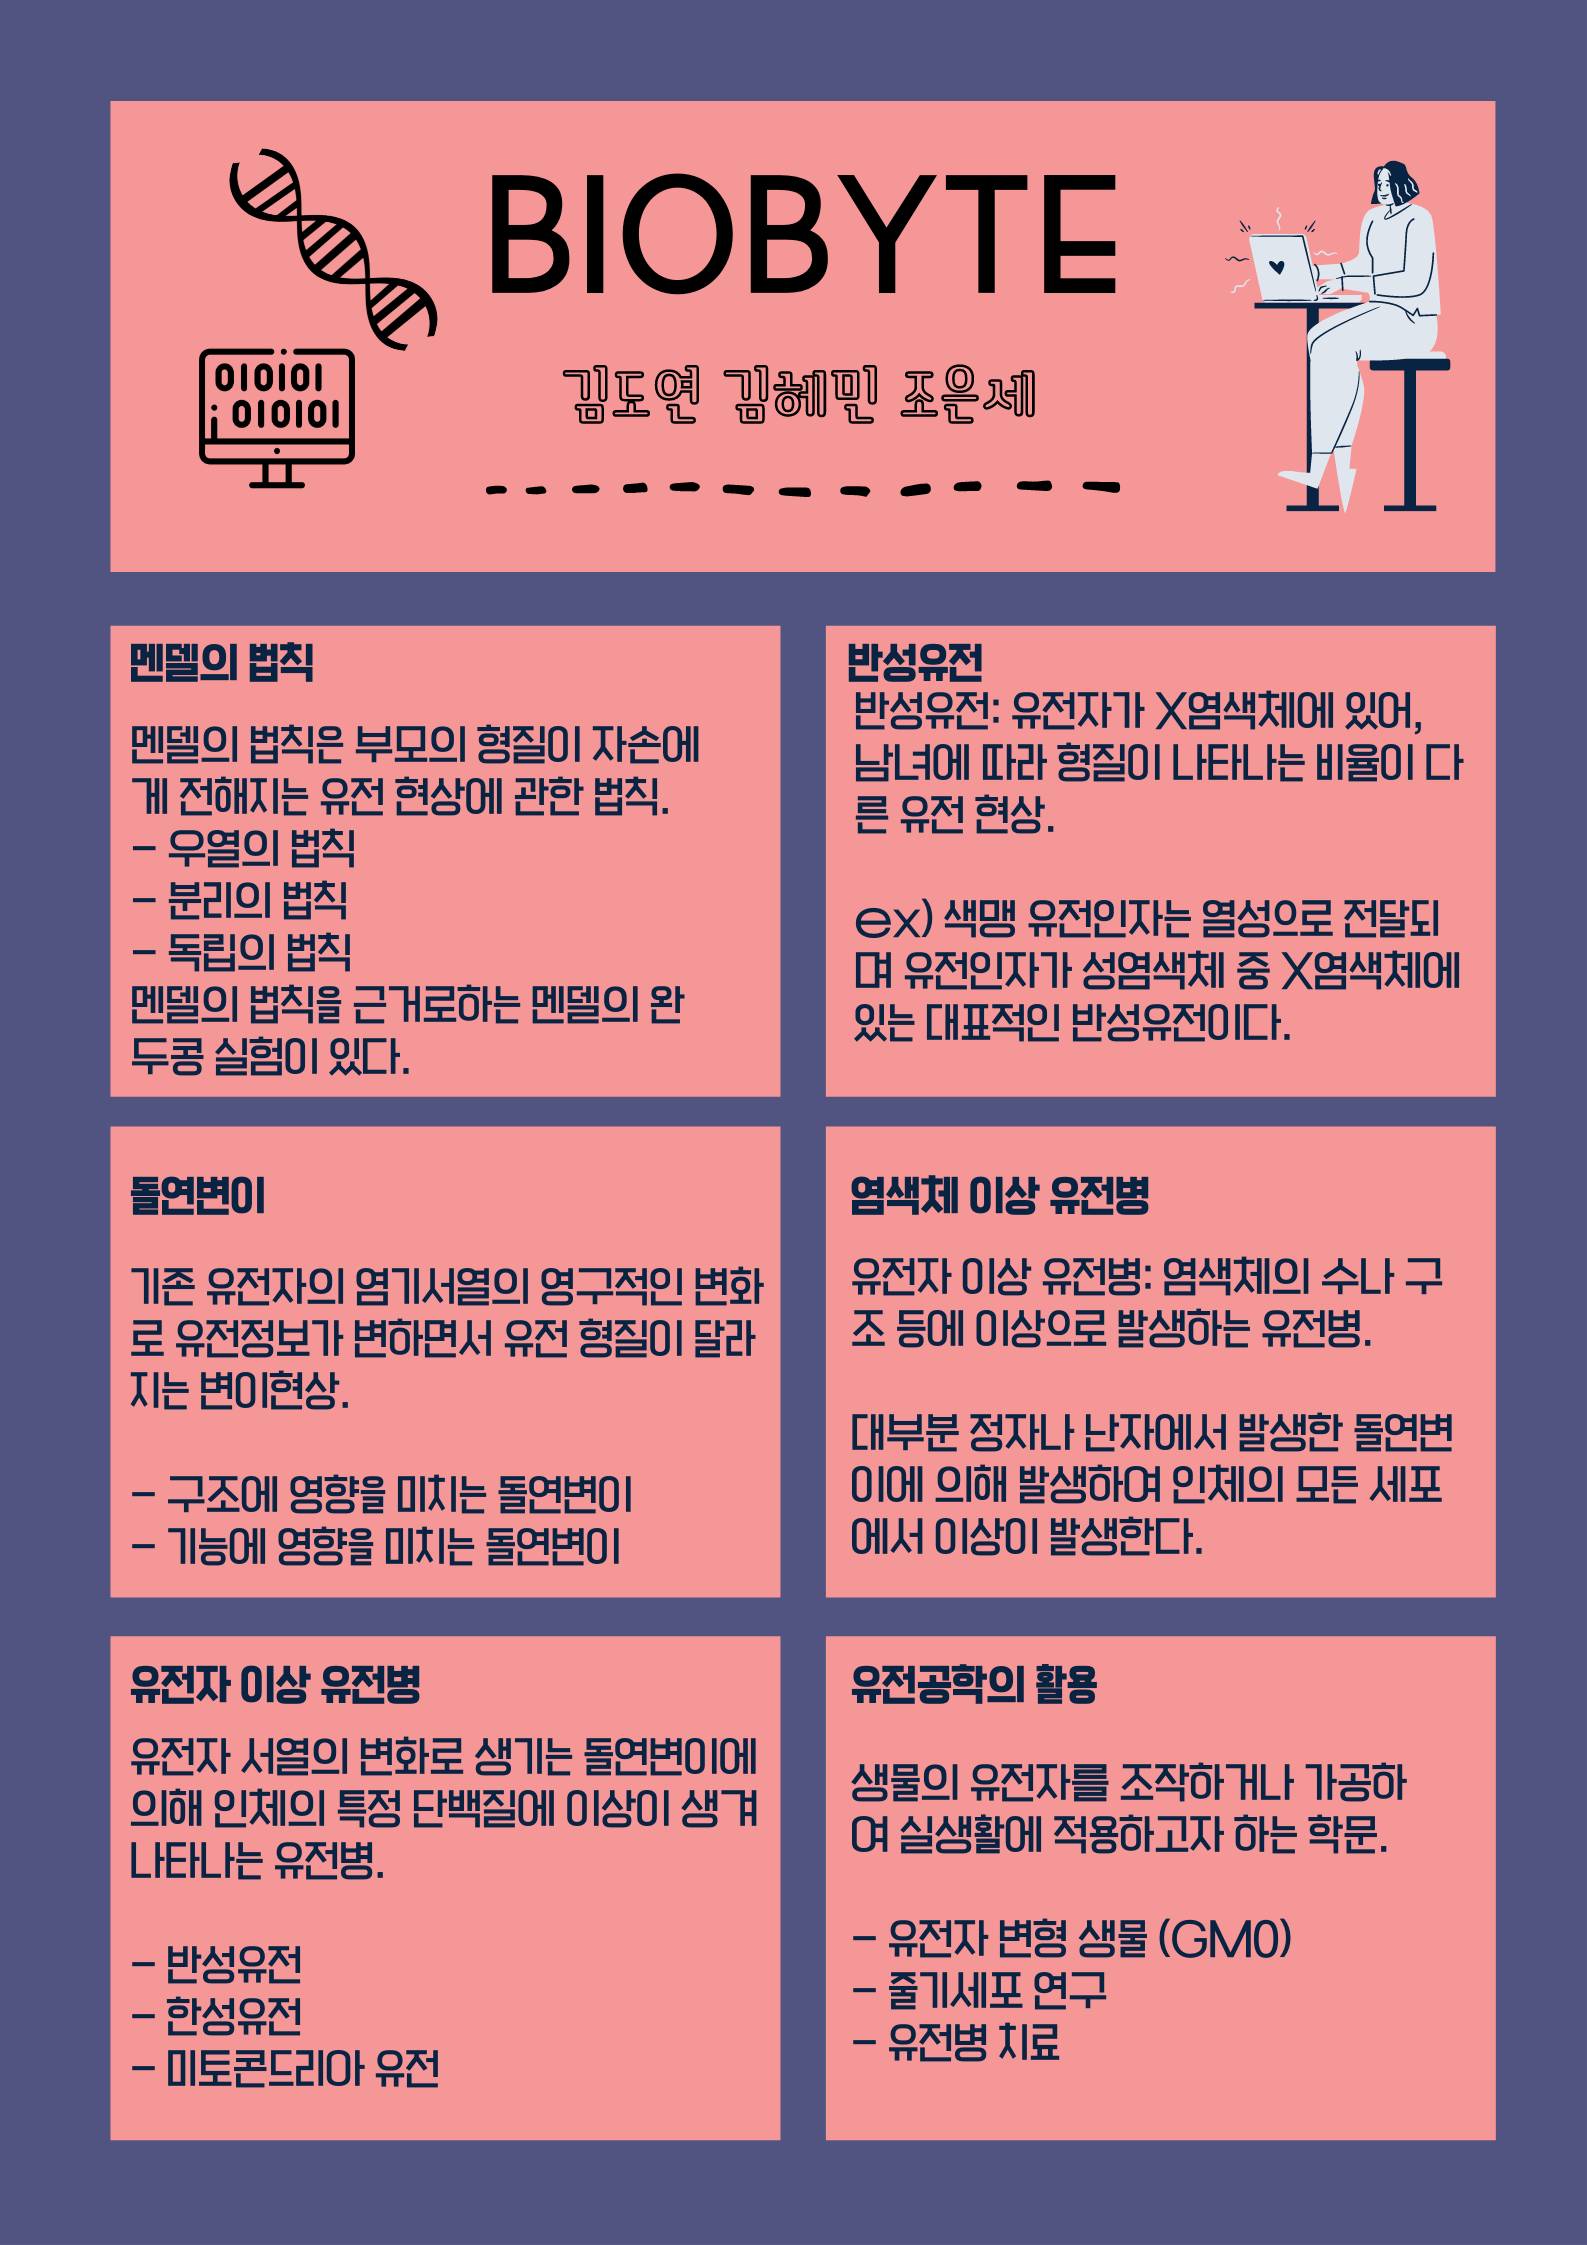 BIOBYTE
김도연 김혜민 조은세
010101
010101
멘델의 법칙
멘델의 법칙은 부모의 형질이 자손에
게 전해지는 유전 현상에 관한 법칙.
- 우열의 법칙
- 분리의 법칙
- 독립의 법칙
멘델의 법칙을 근거로하는 멘델의 완
두콩 실험이 있다.
반성유전
반성유전: 유전자가 X염색체에 있어,
남녀에 따라 형질이 나타나는 비율이 다
른 유전 현상.
ex) 색맹 유전인자는 열성으로 전달되
며 유전인자가 성염색체 중 X염색체에
있는 대표적인 반성유전이다.
돌연변이
기존 유전자의 염기서열의 영구적인 변화
로 유전정보가 변하면서 유전 형질이 달라
지는 변이현상.
- 구조에 영향을 미치는 돌연변이
- 기능에 영향을 미치는 돌연변이
염색체 이상 유전병
유전자 이상 유전병: 염색체의 수나 구
조 등에 이상으로 발생하는 유전병.
대부분 정자나 난자에서 발생한 돌연변
이에 의해 발생하여 인체의 모든 세포
에서 이상이 발생한다.
유전자 이상 유전병
유전자 서열의 변화로 생기는 돌연변이에
의해 인체의 특정 단백질에 이상이 생겨
나타나는 유전병.
- 반성유전
- 한성유전
- 미토콘드리아 유전
유전공학의 활용
생물의 유전자를 조작하거나 가공하
여 실생활에 적용하고자 하는 학문.
- 유전자 변형 생물 (GM0)
- 줄기세포 연구
- 유전병 치료